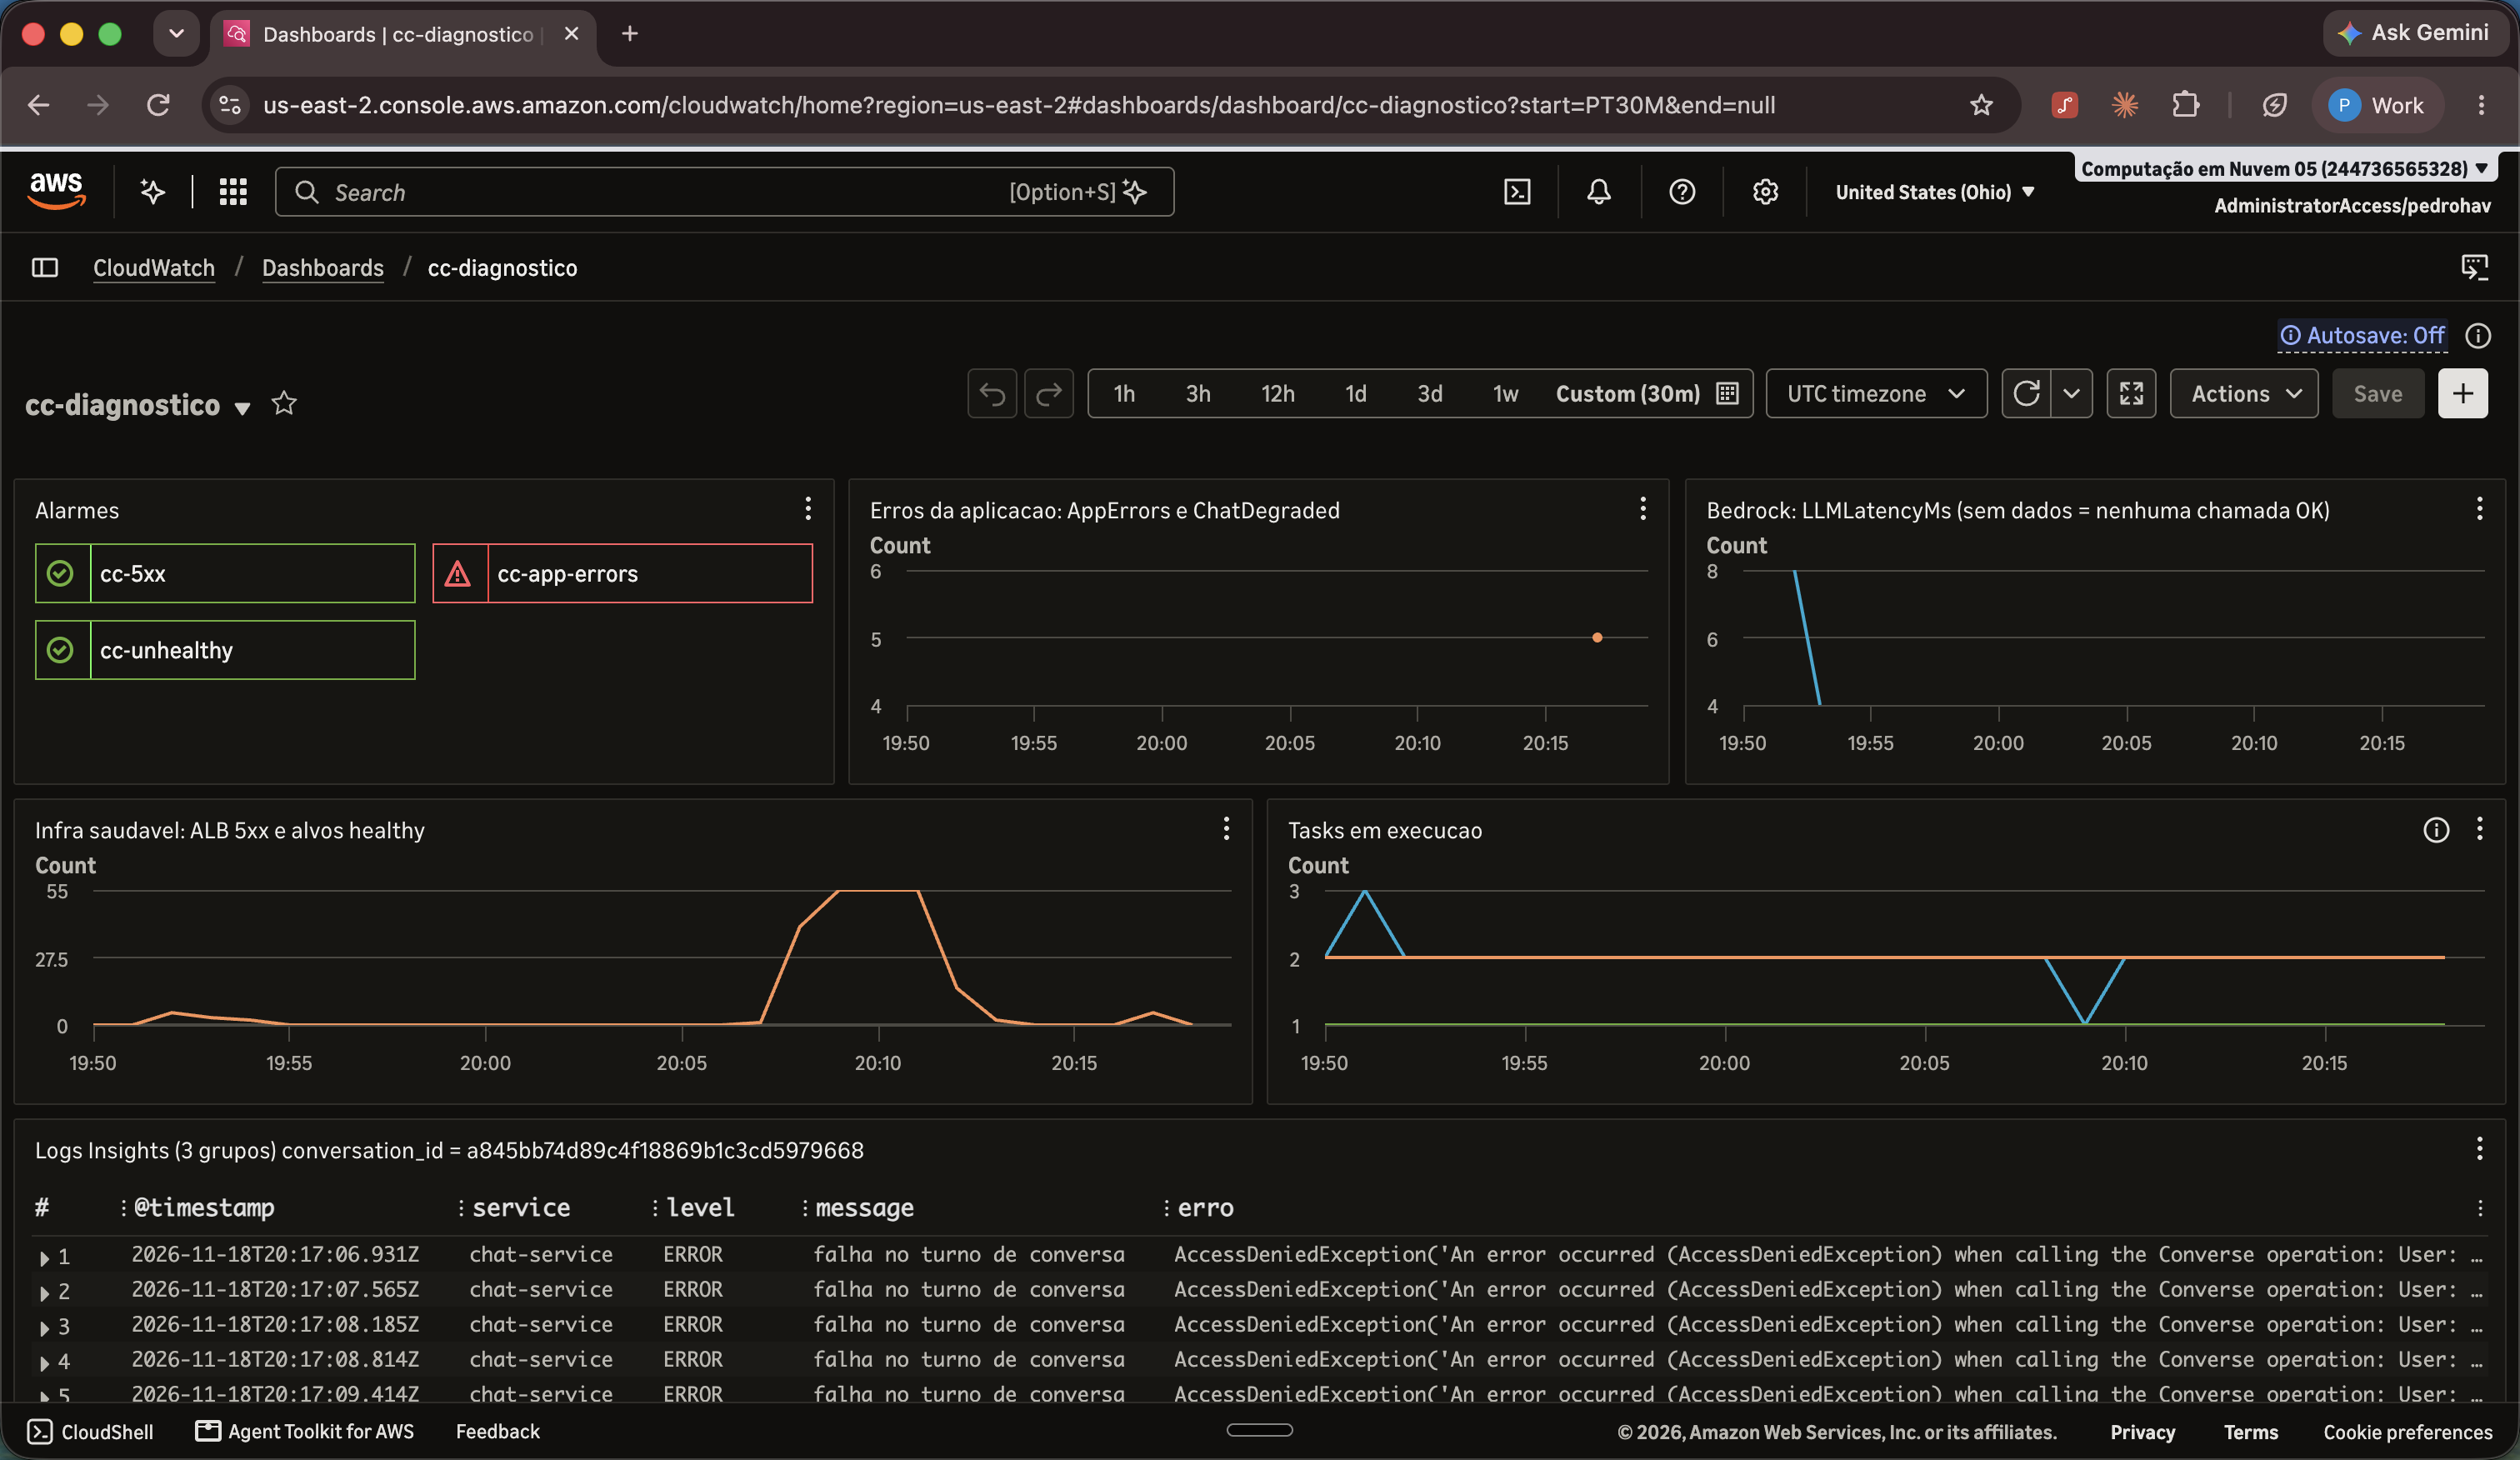 Dashboards | cc-diagnostico
Ask Gemini
us-east-2.console.aws.amazon.com/cloudwatch/home?region=us-east-2#dashboards/dashboard/cc-diagnostico?start=PT30M&end=null
P Work
aws
Search [Option+S]
United States (Ohio)
Computação em Nuvem 05 (244736565328)
AdministratorAccess/pedrohav
CloudWatch / Dashboards / cc-diagnostico
Autosave: Off
cc-diagnostico
1h 3h 12h 1d 3d 1w Custom (30m)
UTC timezone
Actions
Save
Alarmes
cc-5xx
cc-app-errors
cc-unhealthy
Erros da aplicacao: AppErrors e ChatDegraded
Count
6
5
4
19:50 19:55 20:00 20:05 20:10 20:15
Bedrock: LLMLatencyMs (sem dados = nenhuma chamada OK)
Count
8
6
4
19:50 19:55 20:00 20:05 20:10 20:15
Infra saudavel: ALB 5xx e alvos healthy
Count
55
27.5
0
19:50 19:55 20:00 20:05 20:10 20:15
Tasks em execucao
Count
3
2
1
19:50 19:55 20:00 20:05 20:10 20:15
Logs Insights (3 grupos) conversation_id = a845bb74d89c4f18869b1c3cd5979668
# @timestamp service level message erro
1 2026-11-18T20:17:06.931Z chat-service ERROR falha no turno de conversa AccessDeniedException('An error occurred (AccessDeniedException) when calling the Converse operation: User: …
2 2026-11-18T20:17:07.565Z chat-service ERROR falha no turno de conversa AccessDeniedException('An error occurred (AccessDeniedException) when calling the Converse operation: User: …
3 2026-11-18T20:17:08.185Z chat-service ERROR falha no turno de conversa AccessDeniedException('An error occurred (AccessDeniedException) when calling the Converse operation: User: …
4 2026-11-18T20:17:08.814Z chat-service ERROR falha no turno de conversa AccessDeniedException('An error occurred (AccessDeniedException) when calling the Converse operation: User: …
5 2026-11-18T20:17:09.414Z chat-service ERROR falha no turno de conversa AccessDeniedException('An error occurred (AccessDeniedException) when calling the Converse operation: User: …
CloudShell
Agent Toolkit for AWS
Feedback
© 2026, Amazon Web Services, Inc. or its affiliates.
Privacy
Terms
Cookie preferences